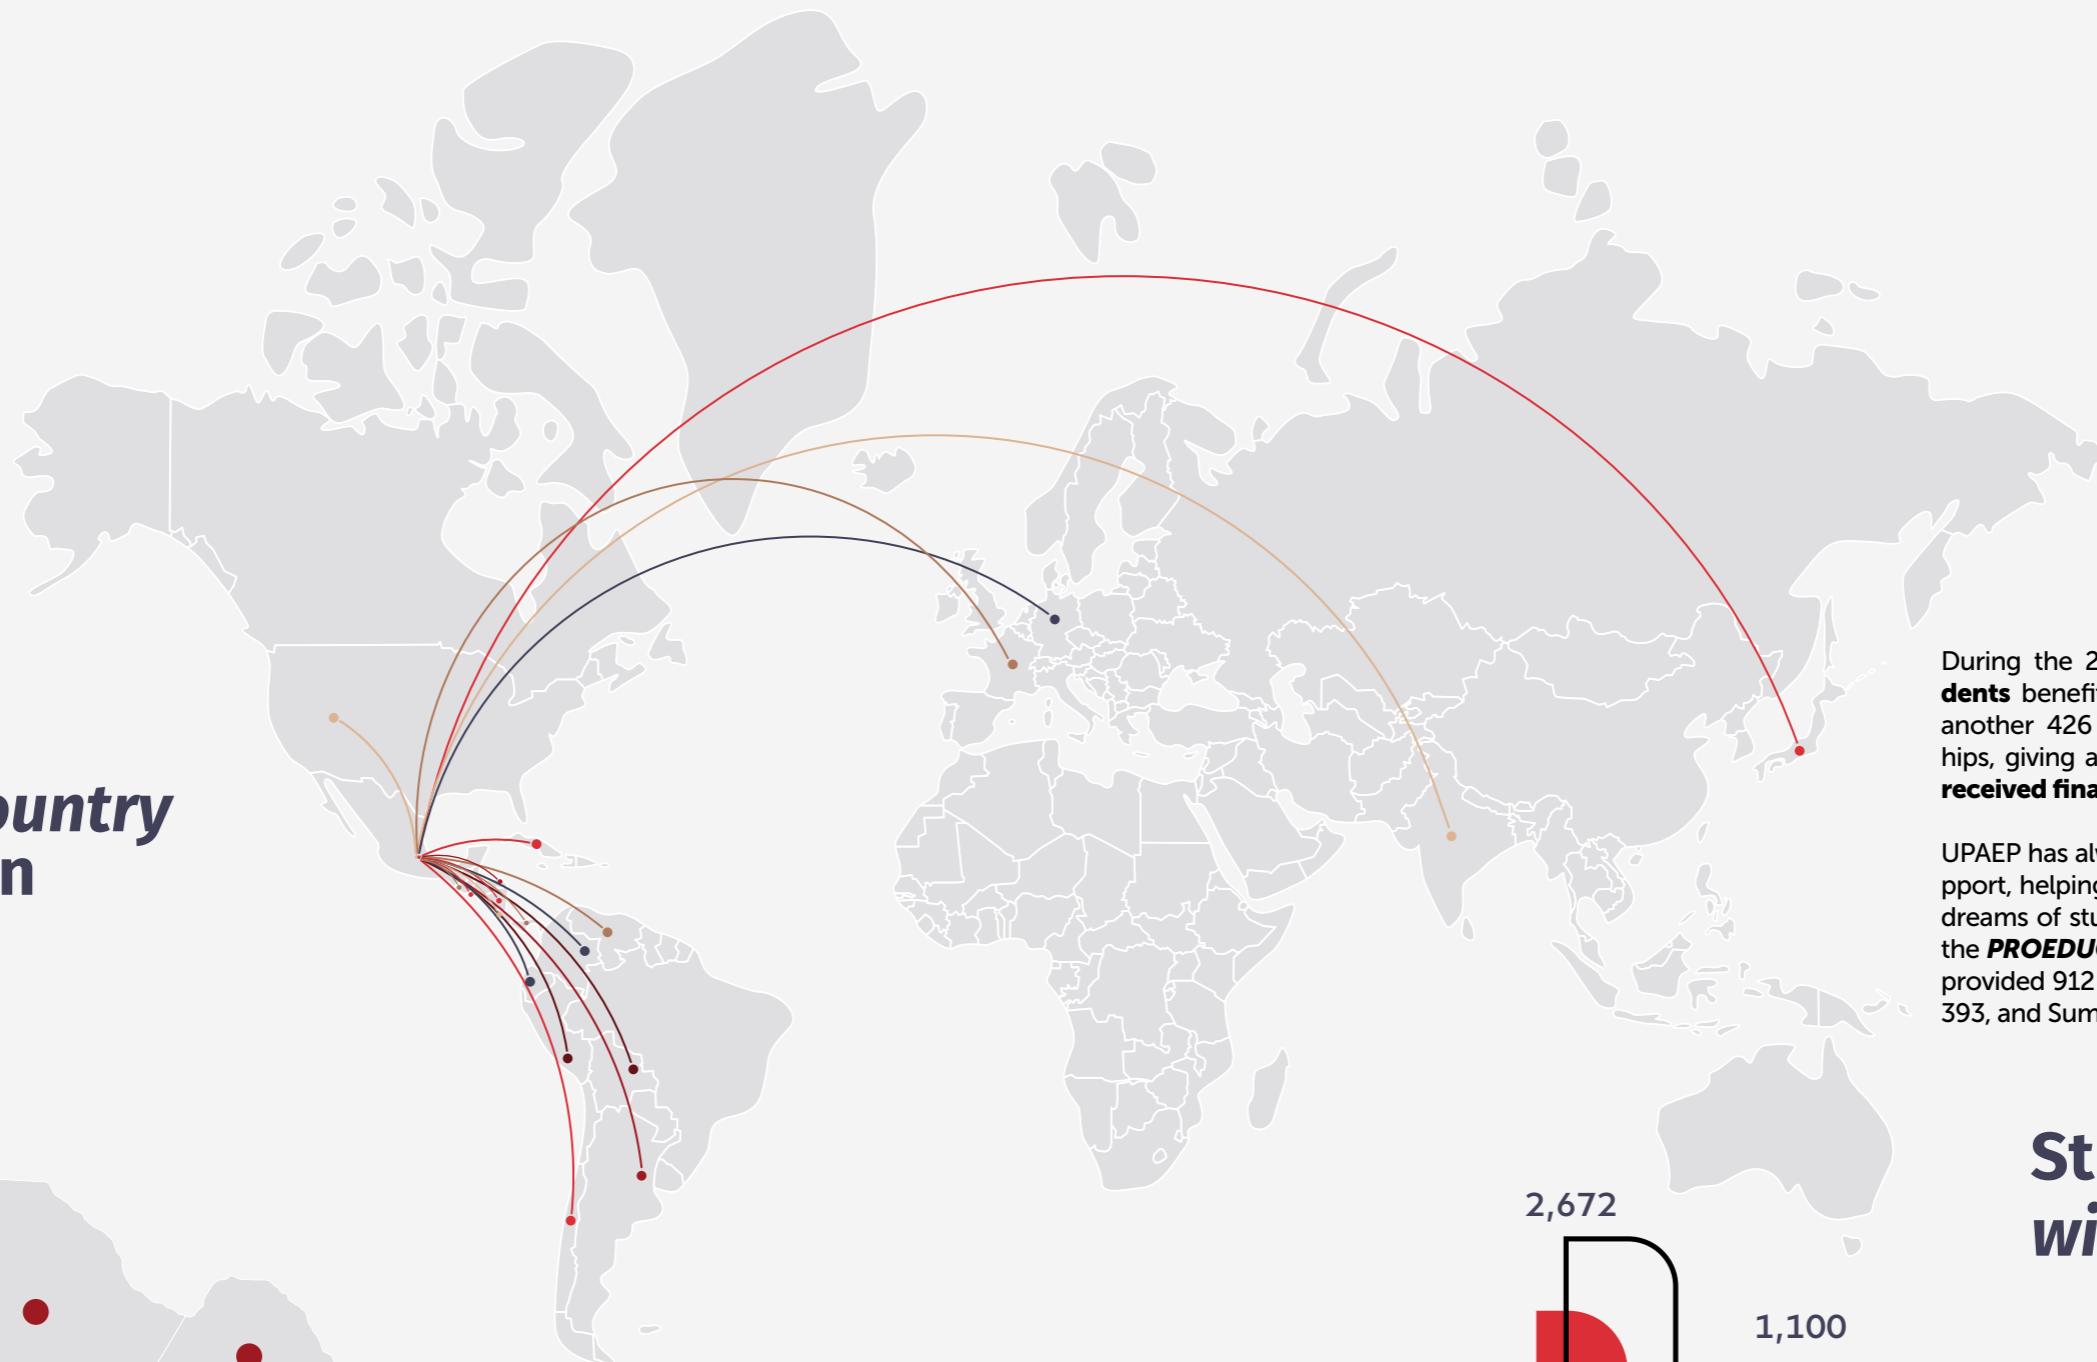 ountry
n
During the 2
dents benefi
another 426
hips, giving a
received fina
UPAEP has alv
pport, helping
dreams of stu
the PROEDU
provided 912
393, and Sum
St
wi
2,672
1,100